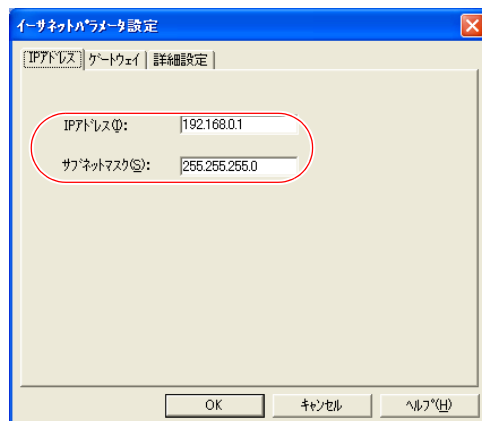 イーサネットパラメータ設定
IPアドレス ゲートウェイ 詳細設定
IPアドレス(I): 192.168.0.1
サブネットマスク(S): 255.255.255.0
OK キャンセル ヘルプ(H)